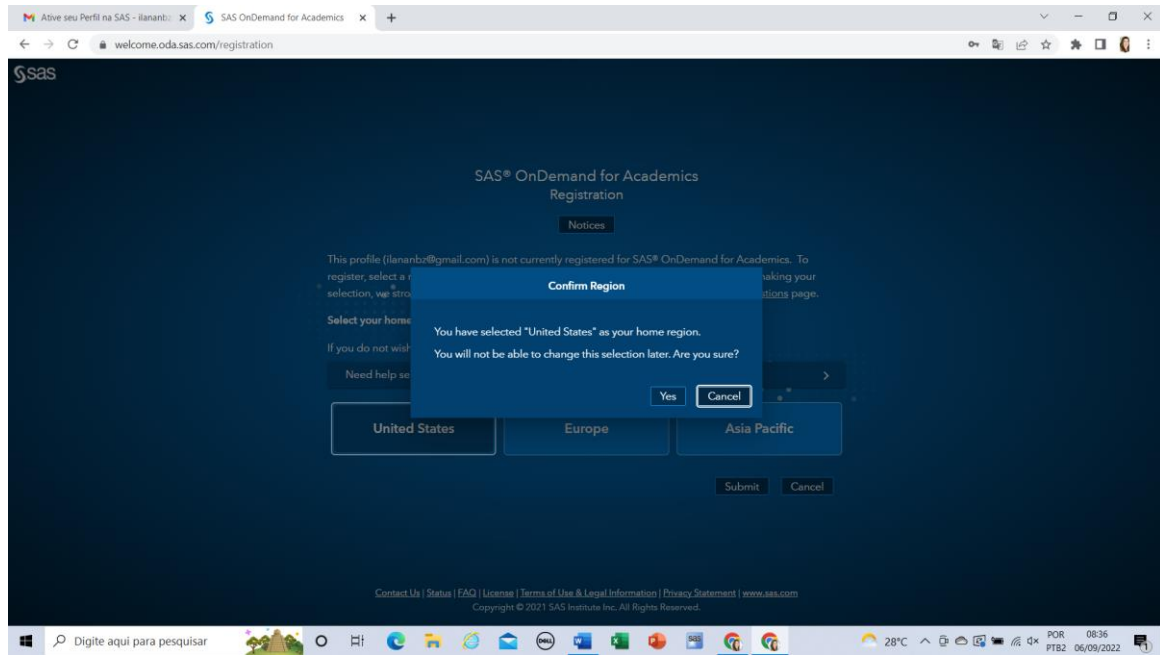 Ative seu Perfil na SAS - ilananbz
SAS OnDemand for Academics
welcome.oda.sas.com/registration
sas
SAS® OnDemand for Academics
Registration
Notices
This profile (ilananbz@gmail.com) is not currently registered for SAS® OnDemand for Academics. To
register, select a making your
selection, we page.
Confirm Region
Select your home
You have selected "United States" as your home region.
If you do not wish
You will not be able to change this selection later. Are you sure?
Need help
Yes Cancel
United States Europe Asia Pacific
Submit Cancel
Contact Us | Status | FAQ | License | Terms of Use & Legal Information | Privacy Statement | www.sas.com
Copyright © 2021 SAS Institute Inc. All Rights Reserved.
Digite aqui para pesquisar
DELL
SAS
28°C
POR 08:36
PTB2 06/09/2022